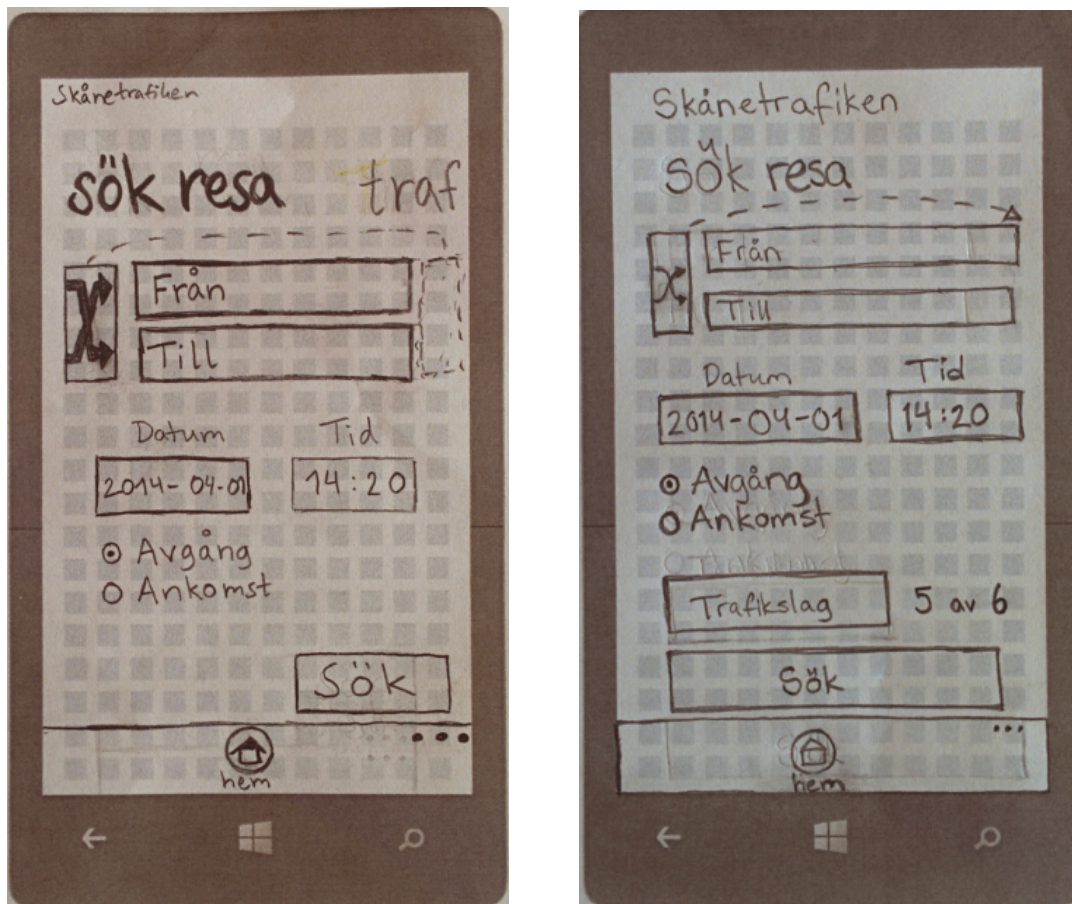 Skånetrafiken
sök resa traf
Från
Till
Datum Tid
2014-04-01 14:20
Avgång
Ankomst
Sök
hem
Skånetrafiken
Sök resa
Från
Till
Datum Tid
2014-04-01 14:20
Avgång
Ankomst
Trafikslag 5 av 6
Sök
hem